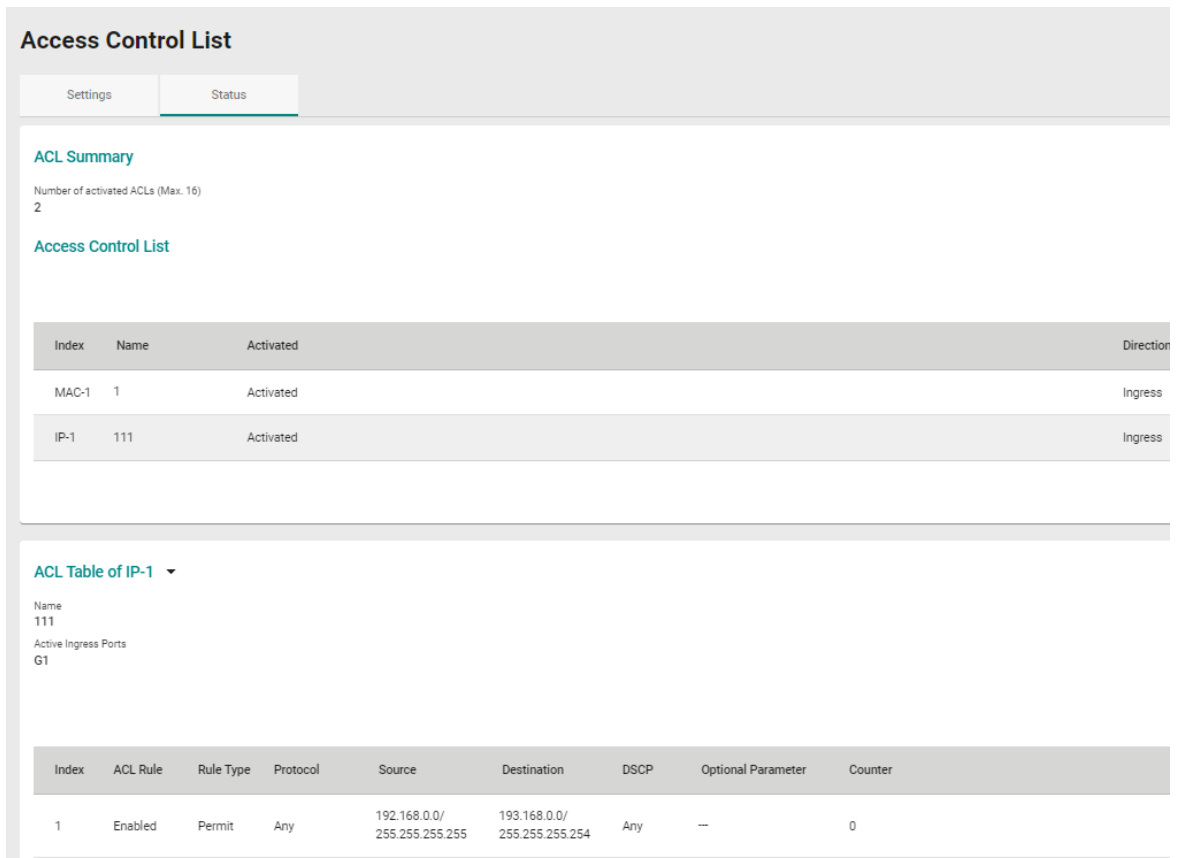 Access Control List
Settings Status
ACL Summary
Number of activated ACLs (Max. 16)
2
Access Control List
Index Name Activated Direction
MAC-1 1 Activated Ingress
IP-1 111 Activated Ingress
ACL Table of IP-1
Name
111
Active Ingress Ports
G1
Index ACL Rule Rule Type Protocol Source Destination DSCP Optional Parameter Counter
1 Enabled Permit Any 192.168.0.0/ 193.168.0.0/ Any --- 0
255.255.255.255 255.255.255.254